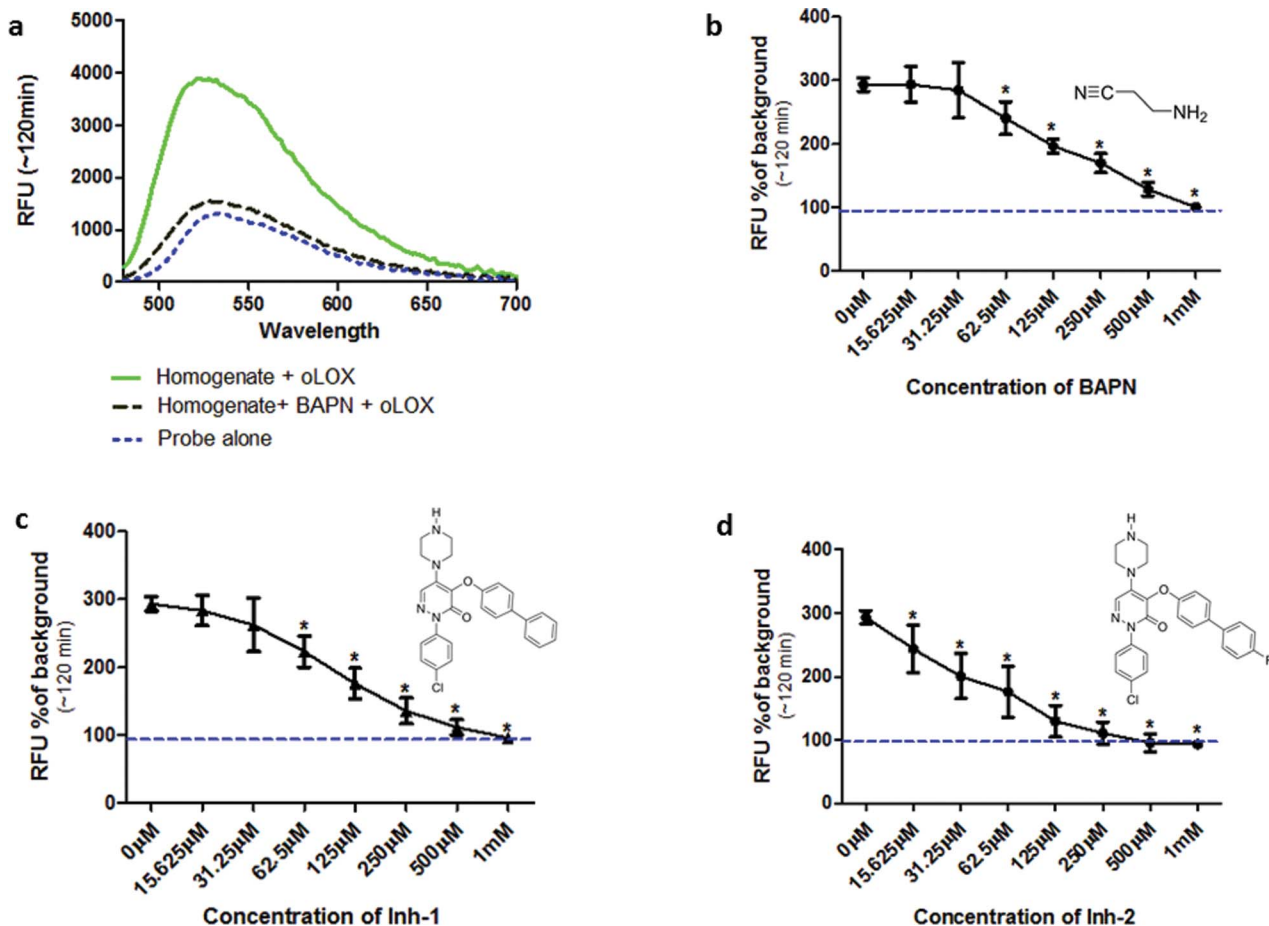 a
5000
4000
3000
2000
1000
0
RFU (~120min)
500 550 600 650 700
Wavelength
Homogenate + oLOX
Homogenate+ BAPN + oLOX
Probe alone
b
400
300
200
100
0
RFU %of background
(~120 min)
* * * * *
N≡C
NH2
0µM 15.625µM 31.25µM 62.5µM 125µM 250µM 500µM 1mM
Concentration of BAPN
c
400
300
200
100
0
RFU %of background
(~120 min)
* * * * *
H
N
N
O
N
N
O
Cl
0µM 15.625µM 31.25µM 62.5µM 125µM 250µM 500µM 1mM
Concentration of Inh-1
d
400
300
200
100
0
RFU %of background
(~120 min)
* * * * * * *
H
N
N
O
N
N
O
F
Cl
0µM 15.625µM 31.25µM 62.5µM 125µM 250µM 500µM 1mM
Concentration of Inh-2